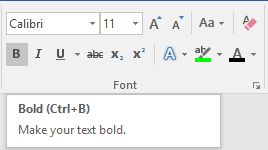 Calibri 11 A A Aa A
B I U abc x₂ x² A ab A
Font
Bold (Ctrl+B)
Make your text bold.